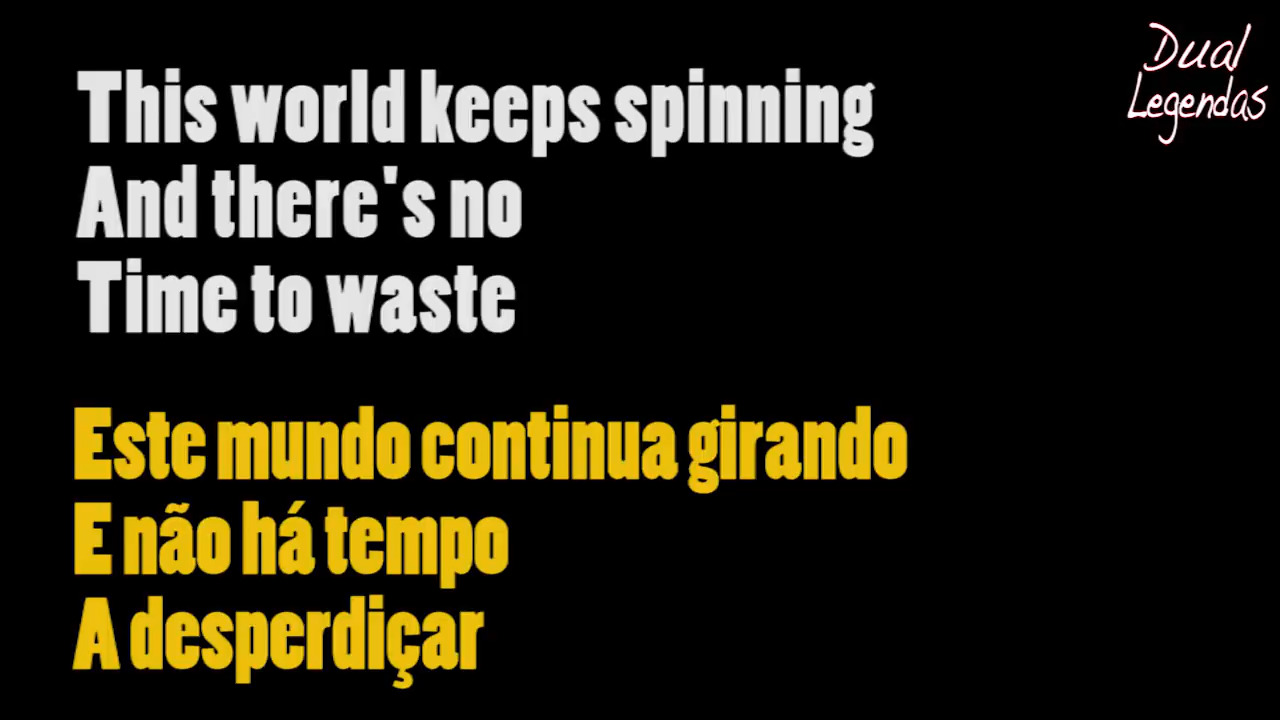 This world keeps spinning
And there's no
Time to waste
Este mundo continua girando
E não há tempo
A desperdiçar
Dual
Legendas